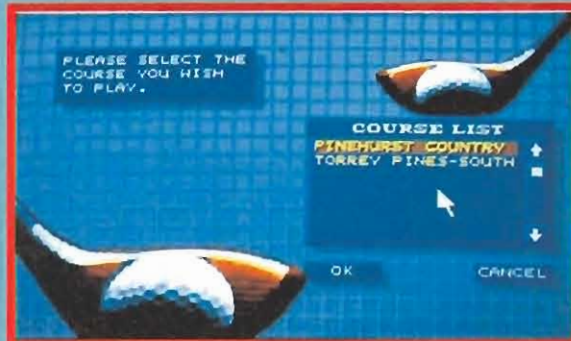 PLEASE SELECT THE
COURSE YOU WISH
TO PLAY.
COURSE LIST
PINEHURST COUNTRY
TORREY PINES-SOUTH
OK
CANCEL